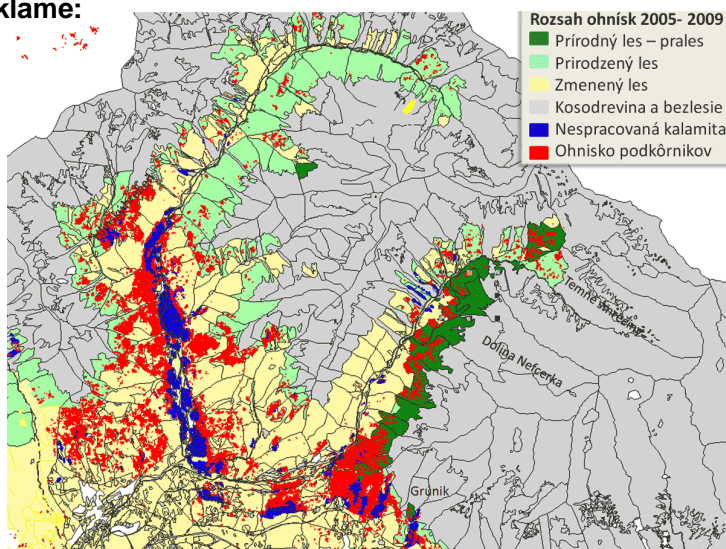 klame:
Rozsah ohnísk 2005- 2009
Prírodný les – prales
Prirodzený les
Zmenený les
Kosodrevina a bezlesie
Nespracovaná kalamita
Ohnisko podkôrnikov
Temné smrečiny
Dolina Nefcerka
Grúnik